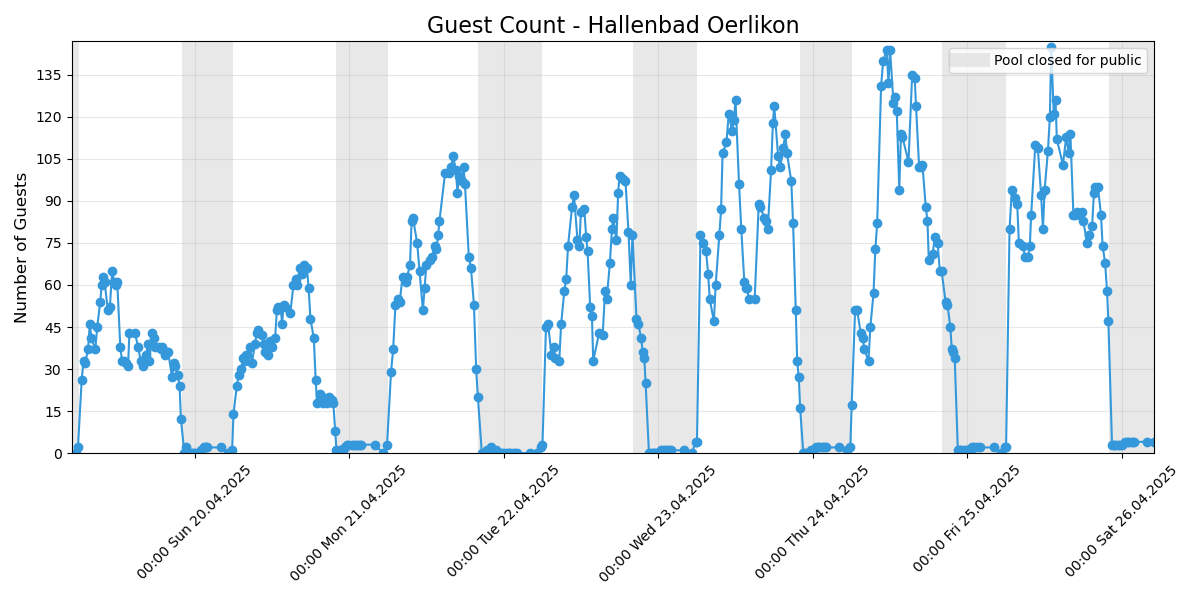 Guest Count - Hallenbad Oerlikon
Pool closed for public
Number of Guests
135
120
105
90
75
60
45
30
15
0
00:00 Sun 20.04.2025
00:00 Mon 21.04.2025
00:00 Tue 22.04.2025
00:00 Wed 23.04.2025
00:00 Thu 24.04.2025
00:00 Fri 25.04.2025
00:00 Sat 26.04.2025